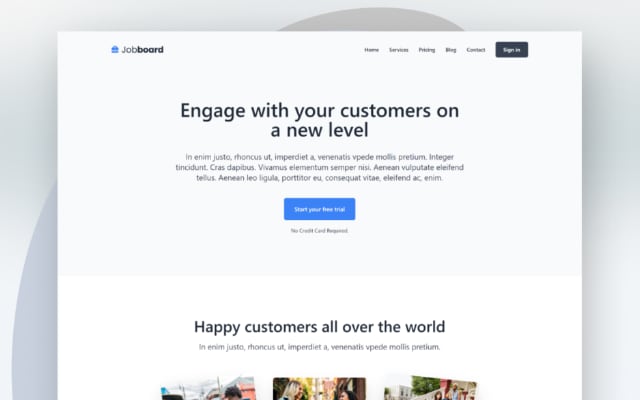 Jobboard
Home Services Pricing Blog Contact Sign in
Engage with your customers on
a new level
In enim justo, rhoncus ut, imperdiet a, venenatis vpede mollis pretium. Integer
tincidunt. Cras dapibus. Vivamus elementum semper nisi. Aenean vulputate eleifend
tellus. Aenean leo ligula, porttitor eu, consequat vitae, eleifend ac, enim.
Start your free trial
No Credit Card Required.
Happy customers all over the world
In enim justo, rhoncus ut, imperdiet a, venenatis vpede mollis pretium.